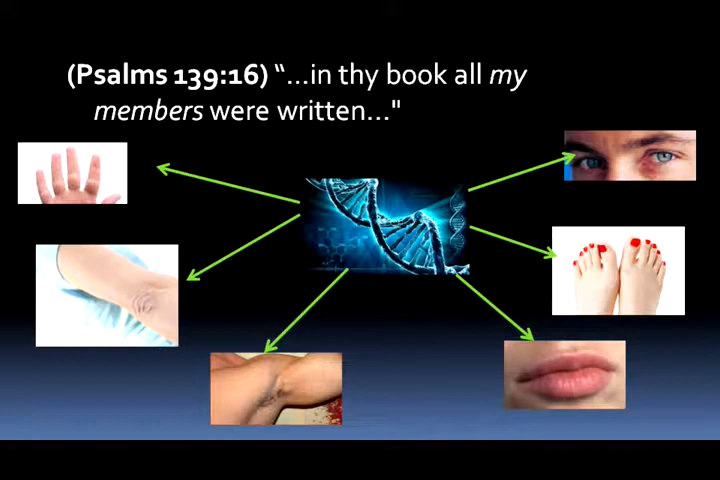 (Psalms 139:16) “…in thy book all my
members were written…"